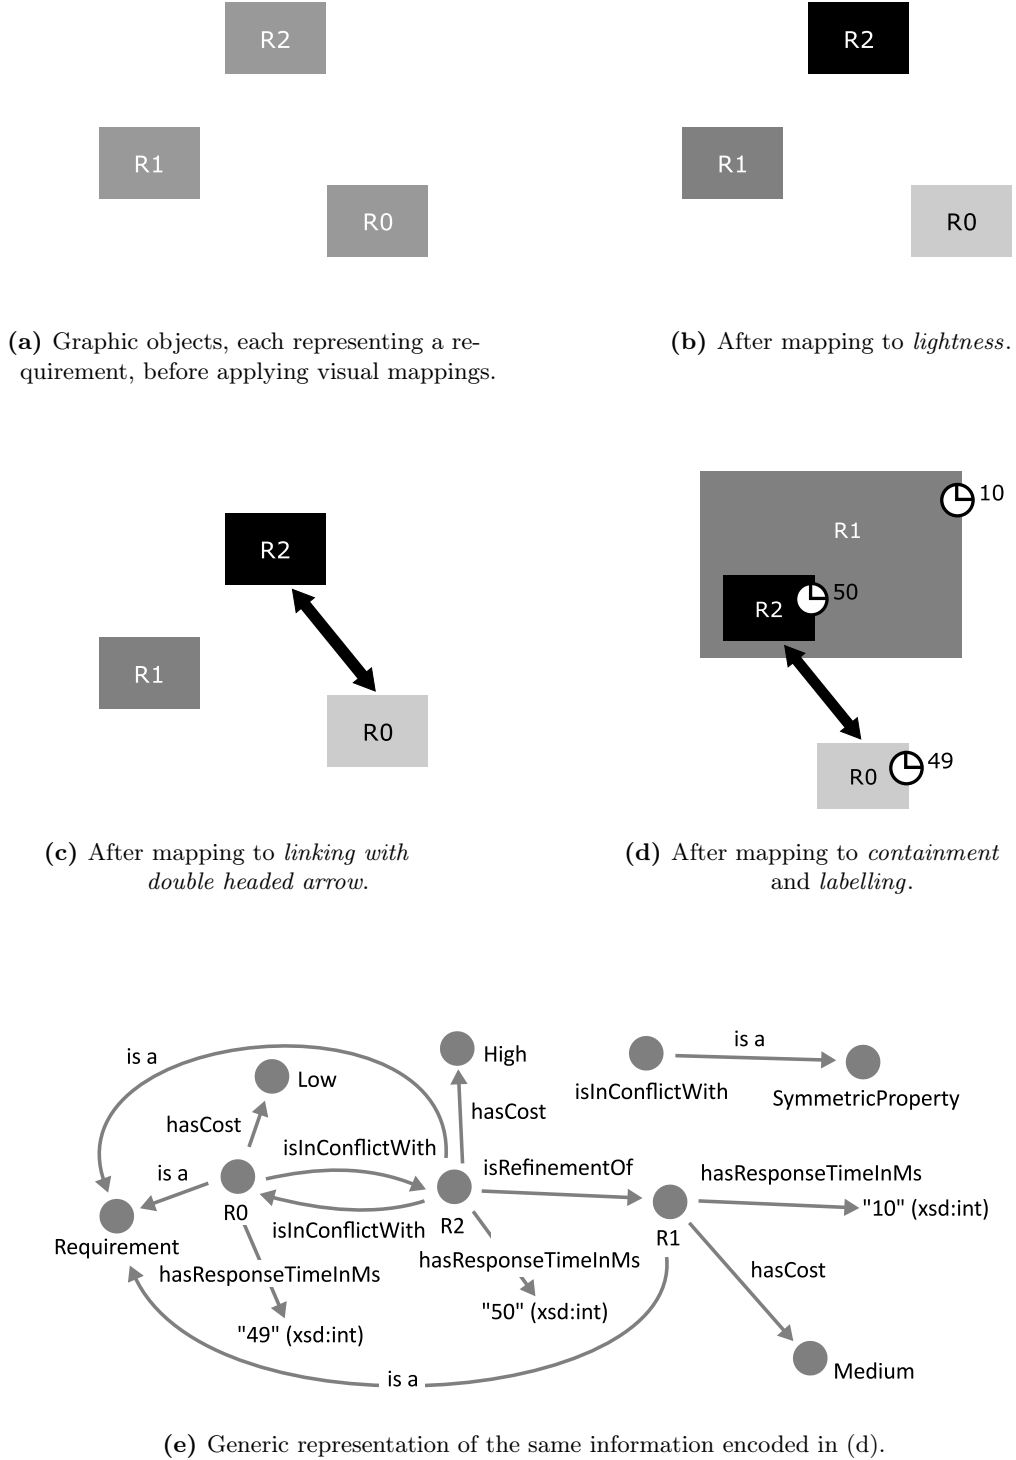 R2
R1
R0
R2
R1
R0
(a) Graphic objects, each representing a re-
quirement, before applying visual mappings.
(b) After mapping to lightness.
R2
R1
R0
10
R1
50
R2
49
R0
(c) After mapping to linking with
double headed arrow.
(d) After mapping to containment
and labelling.
is a
High
is a
Low
isInConflictWith
SymmetricProperty
hasCost
hasCost
isInConflictWith
is a
isRefinementOf
hasResponseTimeInMs
R0
"10" (xsd:int)
isInConflictWith
R2
R1
Requirement
hasResponseTimeInMs
hasResponseTimeInMs
hasCost
"50" (xsd:int)
"49" (xsd:int)
is a
Medium
(e) Generic representation of the same information encoded in (d).